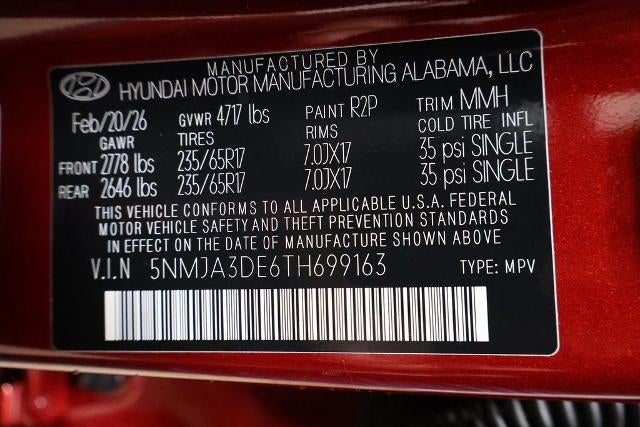 MANUFACTURED BY
HYUNDAI MOTOR MANUFACTURING ALABAMA, LLC
Feb/20/26 GVWR 4717 lbs PAINT R2P TRIM MMH
GAWR TIRES RIMS COLD TIRE INFL
FRONT 2778 lbs 235/65R17 7.0JX17 35 psi SINGLE
REAR 2646 lbs 235/65R17 7.0JX17 35 psi SINGLE
THIS VEHICLE CONFORMS TO ALL APPLICABLE U.S.A. FEDERAL
MOTOR VEHICLE SAFETY AND THEFT PREVENTION STANDARDS
IN EFFECT ON THE DATE OF MANUFACTURE SHOWN ABOVE
V.I.N 5NMJA3DE6TH699163 TYPE: MPV